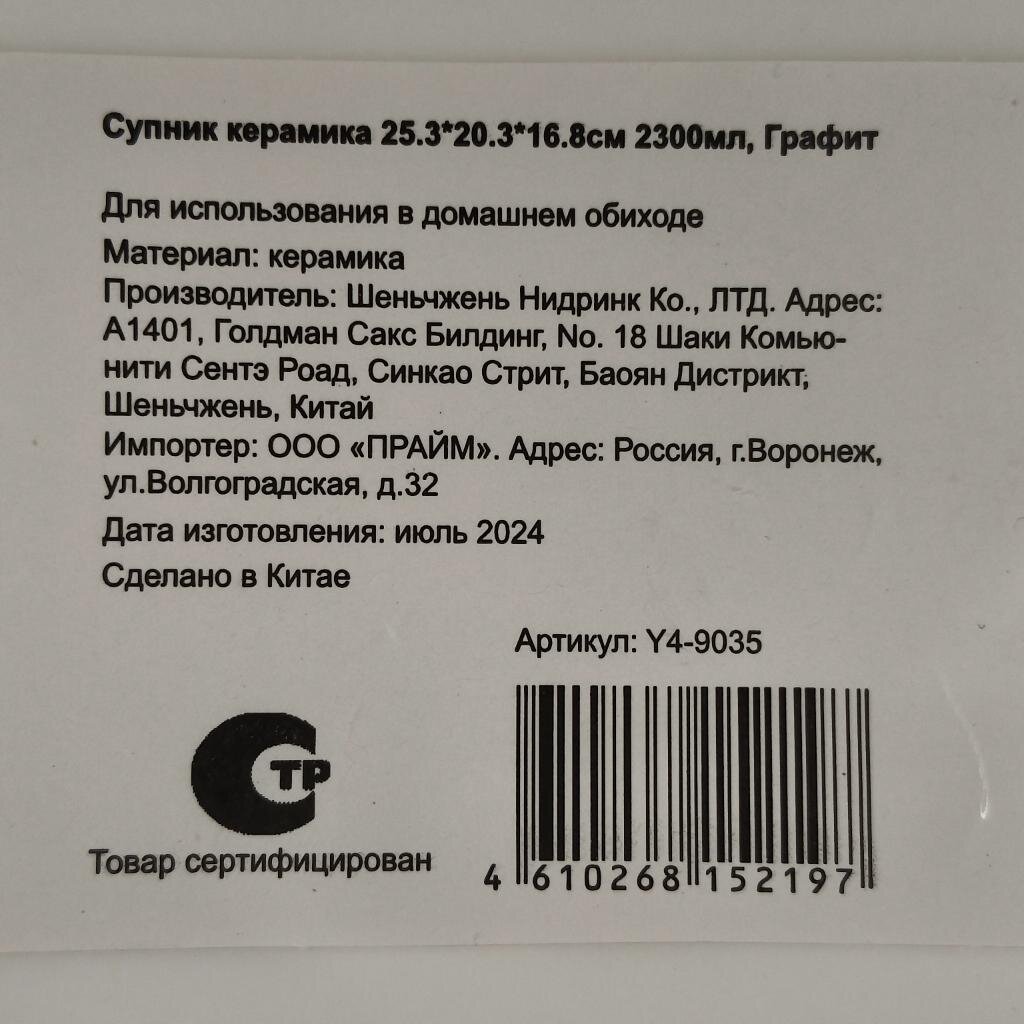 Супник керамика 25.3*20.3*16.8см 2300мл, Графит
Для использования в домашнем обиходе
Материал: керамика
Производитель: Шеньчжень Нидринк Ко., ЛТД. Адрес:
А1401, Голдман Сакс Билдинг, No. 18 Шаки Комью-
нити Сентэ Роад, Синкао Стрит, Баоян Дистрикт,
Шеньчжень, Китай
Импортер: ООО «ПРАЙМ». Адрес: Россия, г.Воронеж,
ул.Волгоградская, д.32
Дата изготовления: июль 2024
Сделано в Китае
Артикул: Y4-9035
СТР
Товар сертифицирован
4 610268 152197